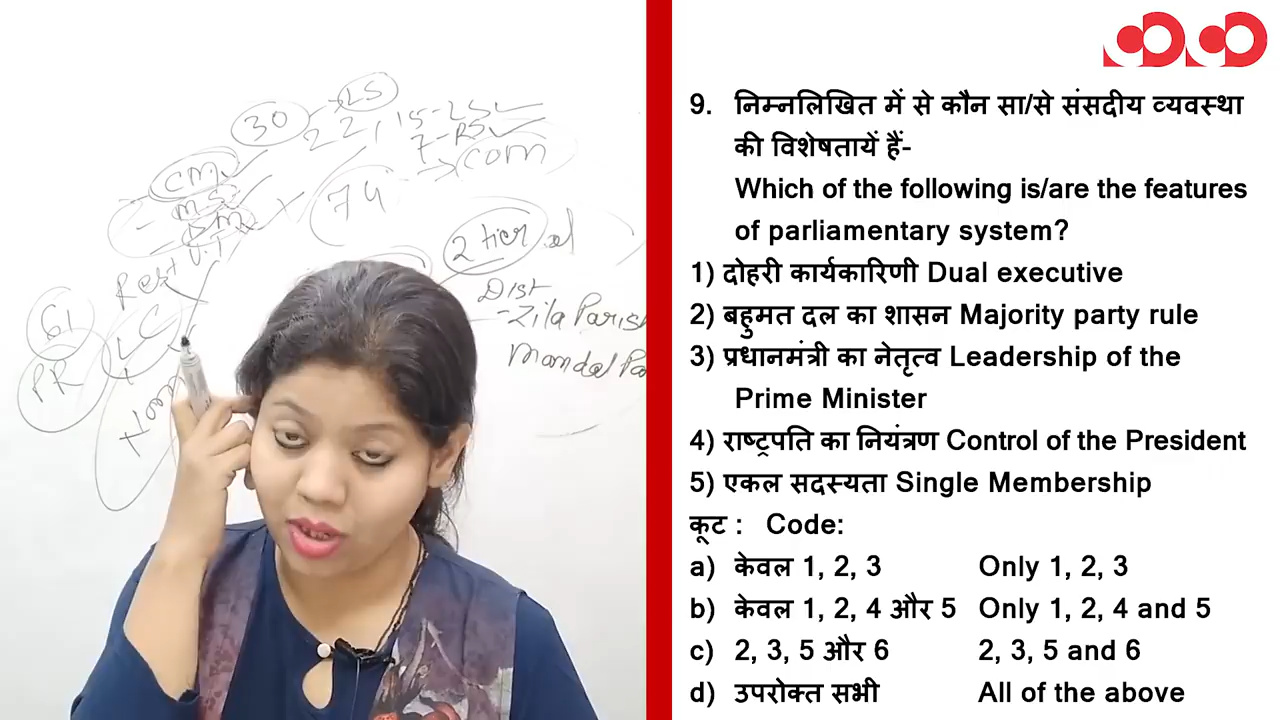 30
LS
22
15-LS
7-RS
com
cm
ms
74
2 tier
Dist
-Zila Parish
Mandal Pa
61
PR
9. निम्नलिखित में से कौन सा/से संसदीय व्यवस्था
की विशेषतायें हैं-
Which of the following is/are the features
of parliamentary system?
1) दोहरी कार्यकारिणी Dual executive
2) बहुमत दल का शासन Majority party rule
3) प्रधानमंत्री का नेतृत्व Leadership of the
Prime Minister
4) राष्ट्रपति का नियंत्रण Control of the President
5) एकल सदस्यता Single Membership
कूट : Code:
a) केवल 1, 2, 3 Only 1, 2, 3
b) केवल 1, 2, 4 और 5 Only 1, 2, 4 and 5
c) 2, 3, 5 और 6 2, 3, 5 and 6
d) उपरोक्त सभी All of the above